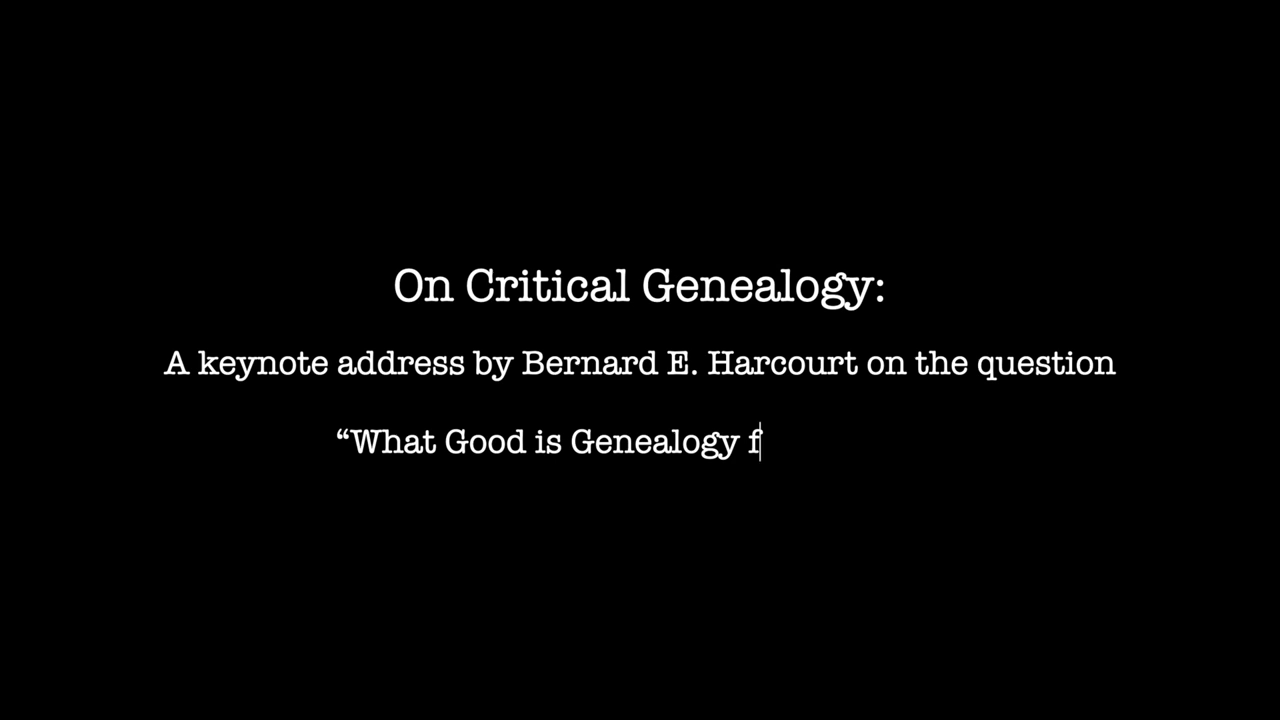 On Critical Genealogy:
A keynote address by Bernard E. Harcourt on the question
“What Good is Genealogy f